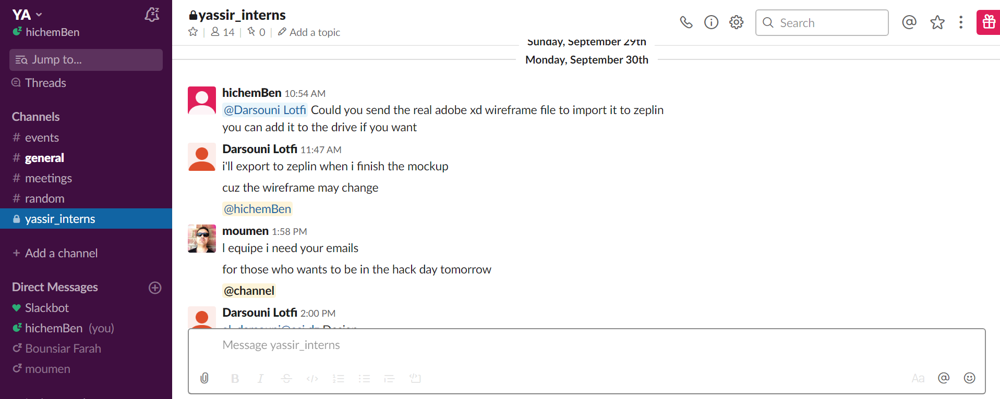 YA
hichemBen
Jump to...
Threads
Channels
# events
# general
# meetings
# random
yassir_interns
+ Add a channel
Direct Messages
Slackbot
hichemBen (you)
Bounsiar Farah
moumen
yassir_interns
14 | 0 | Add a topic
Search
Sunday, September 29th
Monday, September 30th
hichemBen 10:54 AM
@Darsouni Lotfi Could you send the real adobe xd wireframe file to import it to zeplin
you can add it to the drive if you want
Darsouni Lotfi 11:47 AM
i'll export to zeplin when i finish the mockup
cuz the wireframe may change
@hichemBen
moumen 1:58 PM
l equipe i need your emails
for those who wants to be in the hack day tomorrow
@channel
Darsouni Lotfi 2:00 PM
Design
Message yassir_interns
B I S </> Aa @